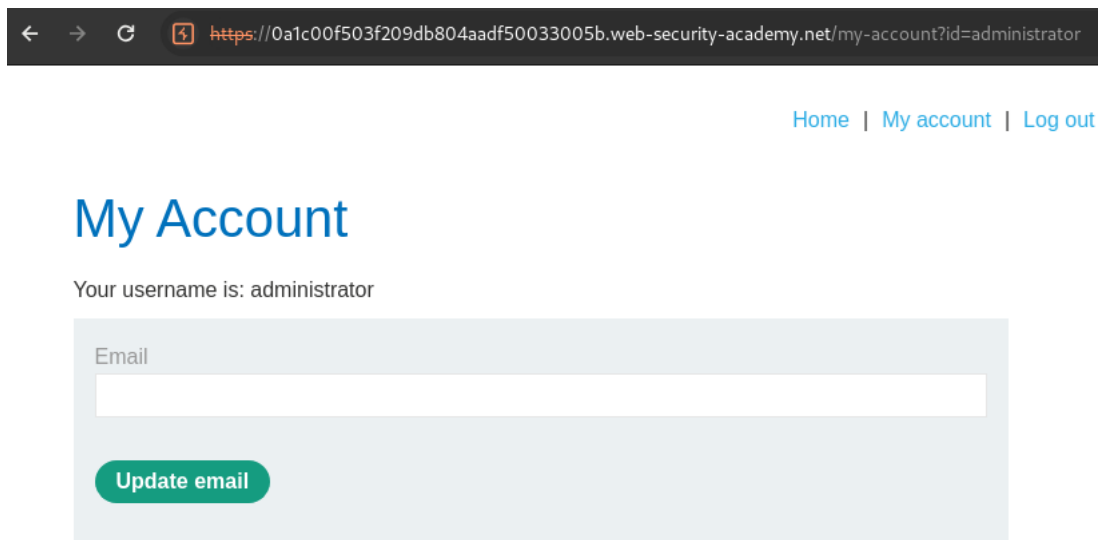 https://0a1c00f503f209db804aadf50033005b.web-security-academy.net/my-account?id=administrator
Home | My account | Log out
My Account
Your username is: administrator
Email
Update email